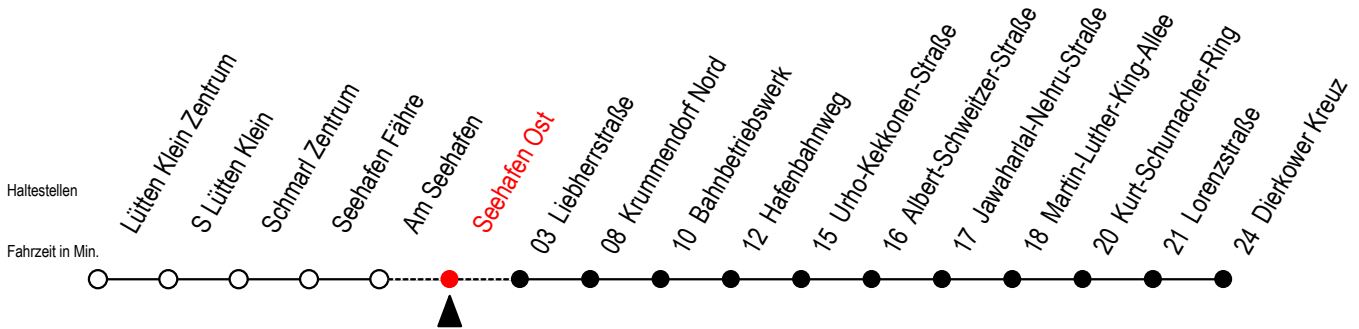 Haltestellen
Fahrzeit in Min.
Lütten Klein Zentrum
S Lütten Klein
Schmarl Zentrum
Seehafen Fähre
Am Seehafen
Seehafen Ost
03 Liebherrstraße
08 Krummendorf Nord
10 Bahnbetriebswerk
12 Hafenbahnweg
15 Urho-Kekkonen-Straße
16 Albert-Schweitzer-Straße
17 Jawaharlal-Nehru-Straße
18 Martin-Luther-King-Allee
20 Kurt-Schumacher-Ring
21 Lorenzstraße
24 Dierkower Kreuz